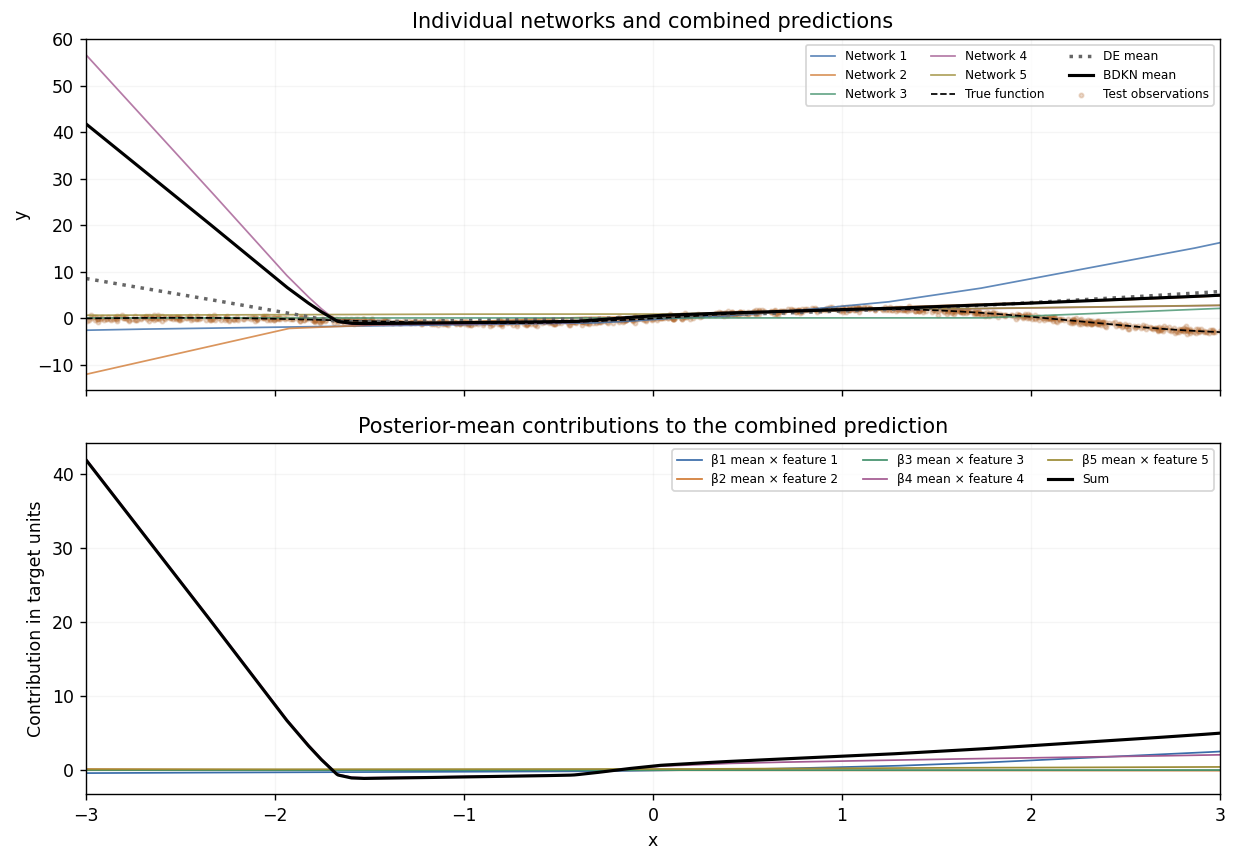 Individual networks and combined predictions
60
50
40
30
20
10
0
−10
y
Network 1
Network 2
Network 3
Network 4
Network 5
True function
DE mean
BDKN mean
Test observations
Posterior-mean contributions to the combined prediction
40
30
20
10
0
Contribution in target units
β1 mean × feature 1
β2 mean × feature 2
β3 mean × feature 3
β4 mean × feature 4
β5 mean × feature 5
Sum
−3
−2
−1
0
1
2
3
x